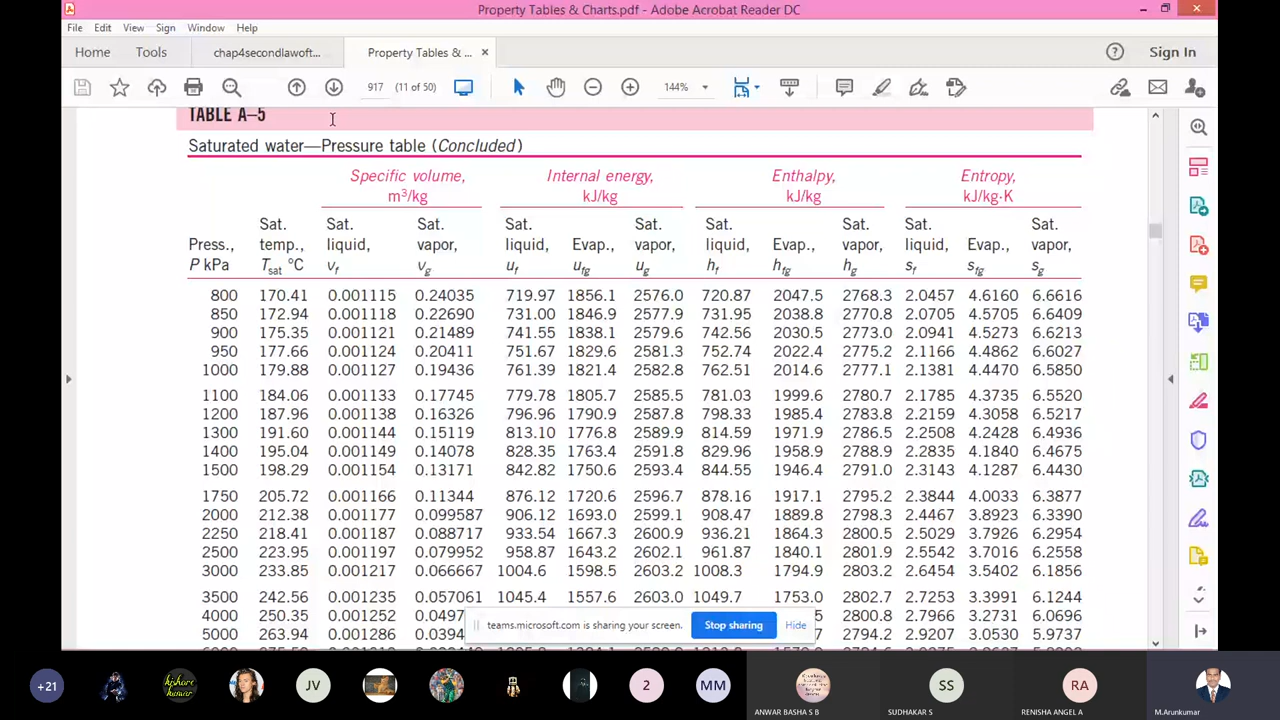 Property Tables & Charts.pdf - Adobe Acrobat Reader DC
File Edit View Sign Window Help
Home Tools chap4secondlawoft... Property Tables & ... × Sign In
917 (11 of 50) 144%
TABLE A–5
Saturated water—Pressure table (Concluded)
Specific volume, Internal energy, Enthalpy, Entropy,
m³/kg kJ/kg kJ/kg kJ/kg·K
Sat. Sat. Sat. Sat. Sat. Sat. Sat. Sat. Sat.
Press., temp., liquid, vapor, liquid, Evap., vapor, liquid, Evap., vapor, liquid, Evap., vapor,
P kPa Tsat °C vf vg uf ufg ug hf hfg hg sf sfg sg
800 170.41 0.001115 0.24035 719.97 1856.1 2576.0 720.87 2047.5 2768.3 2.0457 4.6160 6.6616
850 172.94 0.001118 0.22690 731.00 1846.9 2577.9 731.95 2038.8 2770.8 2.0705 4.5705 6.6409
900 175.35 0.001121 0.21489 741.55 1838.1 2579.6 742.56 2030.5 2773.0 2.0941 4.5273 6.6213
950 177.66 0.001124 0.20411 751.67 1829.6 2581.3 752.74 2022.4 2775.2 2.1166 4.4862 6.6027
1000 179.88 0.001127 0.19436 761.39 1821.4 2582.8 762.51 2014.6 2777.1 2.1381 4.4470 6.5850
1100 184.06 0.001133 0.17745 779.78 1805.7 2585.5 781.03 1999.6 2780.7 2.1785 4.3735 6.5520
1200 187.96 0.001138 0.16326 796.96 1790.9 2587.8 798.33 1985.4 2783.8 2.2159 4.3058 6.5217
1300 191.60 0.001144 0.15119 813.10 1776.8 2589.9 814.59 1971.9 2786.5 2.2508 4.2428 6.4936
1400 195.04 0.001149 0.14078 828.35 1763.4 2591.8 829.96 1958.9 2788.9 2.2835 4.1840 6.4675
1500 198.29 0.001154 0.13171 842.82 1750.6 2593.4 844.55 1946.4 2791.0 2.3143 4.1287 6.4430
1750 205.72 0.001166 0.11344 876.12 1720.6 2596.7 878.16 1917.1 2795.2 2.3844 4.0033 6.3877
2000 212.38 0.001177 0.099587 906.12 1693.0 2599.1 908.47 1889.8 2798.3 2.4467 3.8923 6.3390
2250 218.41 0.001187 0.088717 933.54 1667.3 2600.9 936.21 1864.3 2800.5 2.5029 3.7926 6.2954
2500 223.95 0.001197 0.079952 958.87 1643.2 2602.1 961.87 1840.1 2801.9 2.5542 3.7016 6.2558
3000 233.85 0.001217 0.066667 1004.6 1598.5 2603.2 1008.3 1794.9 2803.2 2.6454 3.5402 6.1856
3500 242.56 0.001235 0.057061 1045.4 1557.6 2603.0 1049.7 1753.0 2802.7 2.7253 3.3991 6.1244
4000 250.35 0.001252 0.0497 5 2800.8 2.7966 3.2731 6.0696
5000 263.94 0.001286 0.0394 7 2794.2 2.9207 3.0530 5.9737
teams.microsoft.com is sharing your screen. Stop sharing Hide
+21 kishore kumar JV 2 MM SS RA
ANWAR BASHA S B SUDHAKAR S RENISHA ANGEL A M.Arunkumar